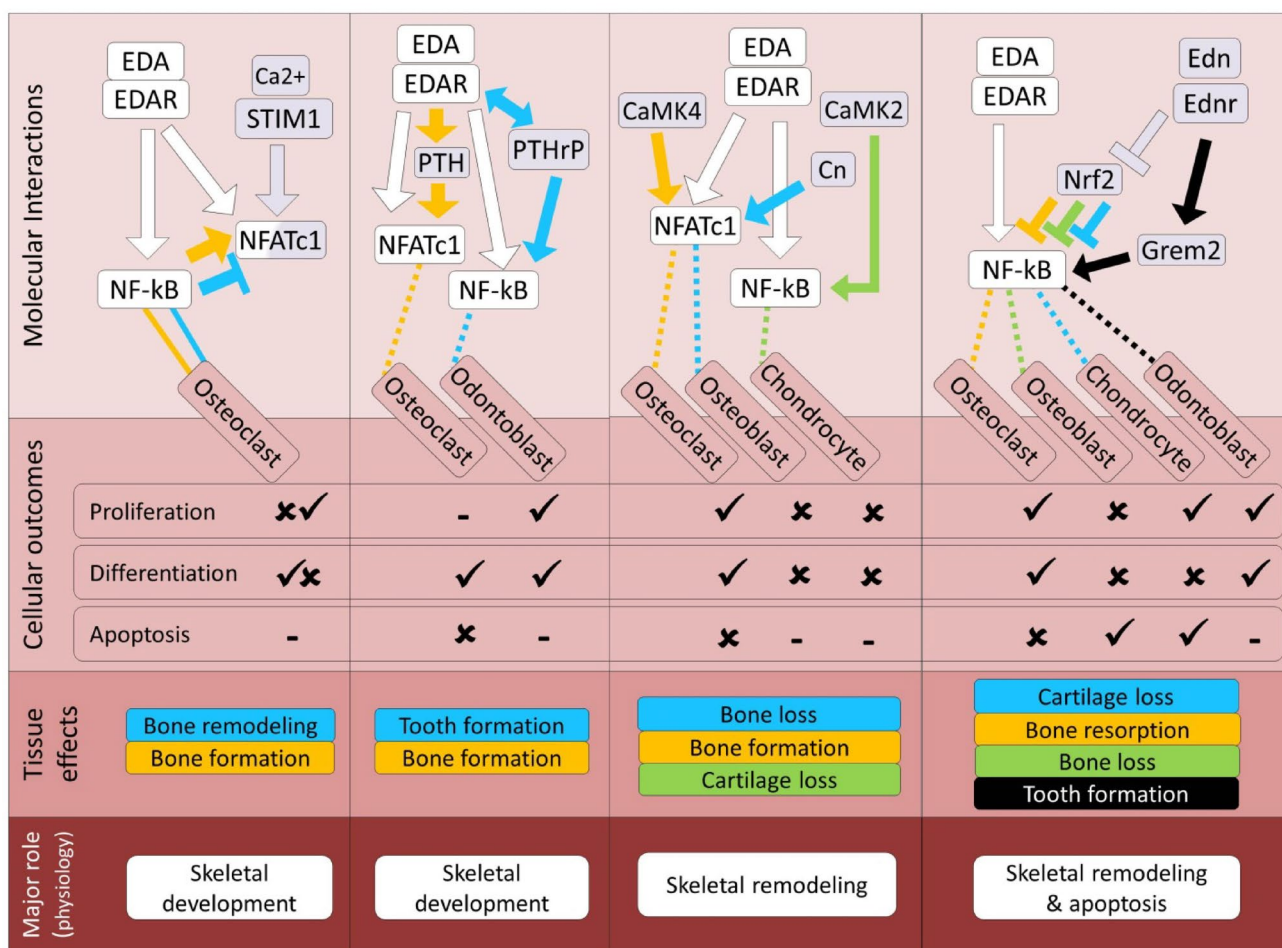 Molecular Interactions
EDA
EDAR
Ca2+
STIM1
NFATc1
NF-kB
Osteoclast
EDA
EDAR
PTH
PTHrP
NFATc1
NF-kB
Osteoclast
Odontoblast
EDA
EDAR
CaMK4
CaMK2
Cn
NFATc1
NF-kB
Osteoclast
Osteoblast
Chondrocyte
EDA
EDAR
Edn
Ednr
Nrf2
Grem2
NF-kB
Osteoclast
Osteoblast
Chondrocyte
Odontoblast
Cellular outcomes
Proliferation ✘✓ - ✓ ✓ ✘ ✘ ✓ ✘ ✓ ✓
Differentiation ✓✘ ✓ ✓ ✓ ✘ ✘ ✓ ✘ ✘ ✓
Apoptosis - ✘ - ✘ - - ✘ ✓ ✓ -
Tissue
effects
Bone remodeling
Bone formation
Tooth formation
Bone formation
Bone loss
Bone formation
Cartilage loss
Cartilage loss
Bone resorption
Bone loss
Tooth formation
Major role
(physiology)
Skeletal
development
Skeletal
development
Skeletal remodeling
Skeletal remodeling
& apoptosis